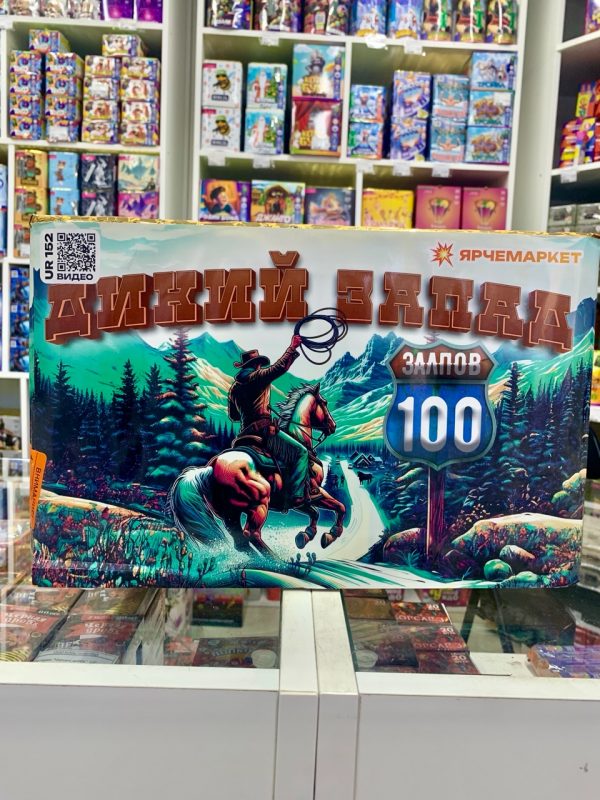 UR 152
ВИДЕО
ЯРЧЕМАРКЕТ
ДИКИЙ ЗАПАД
ЗАЛПОВ
100